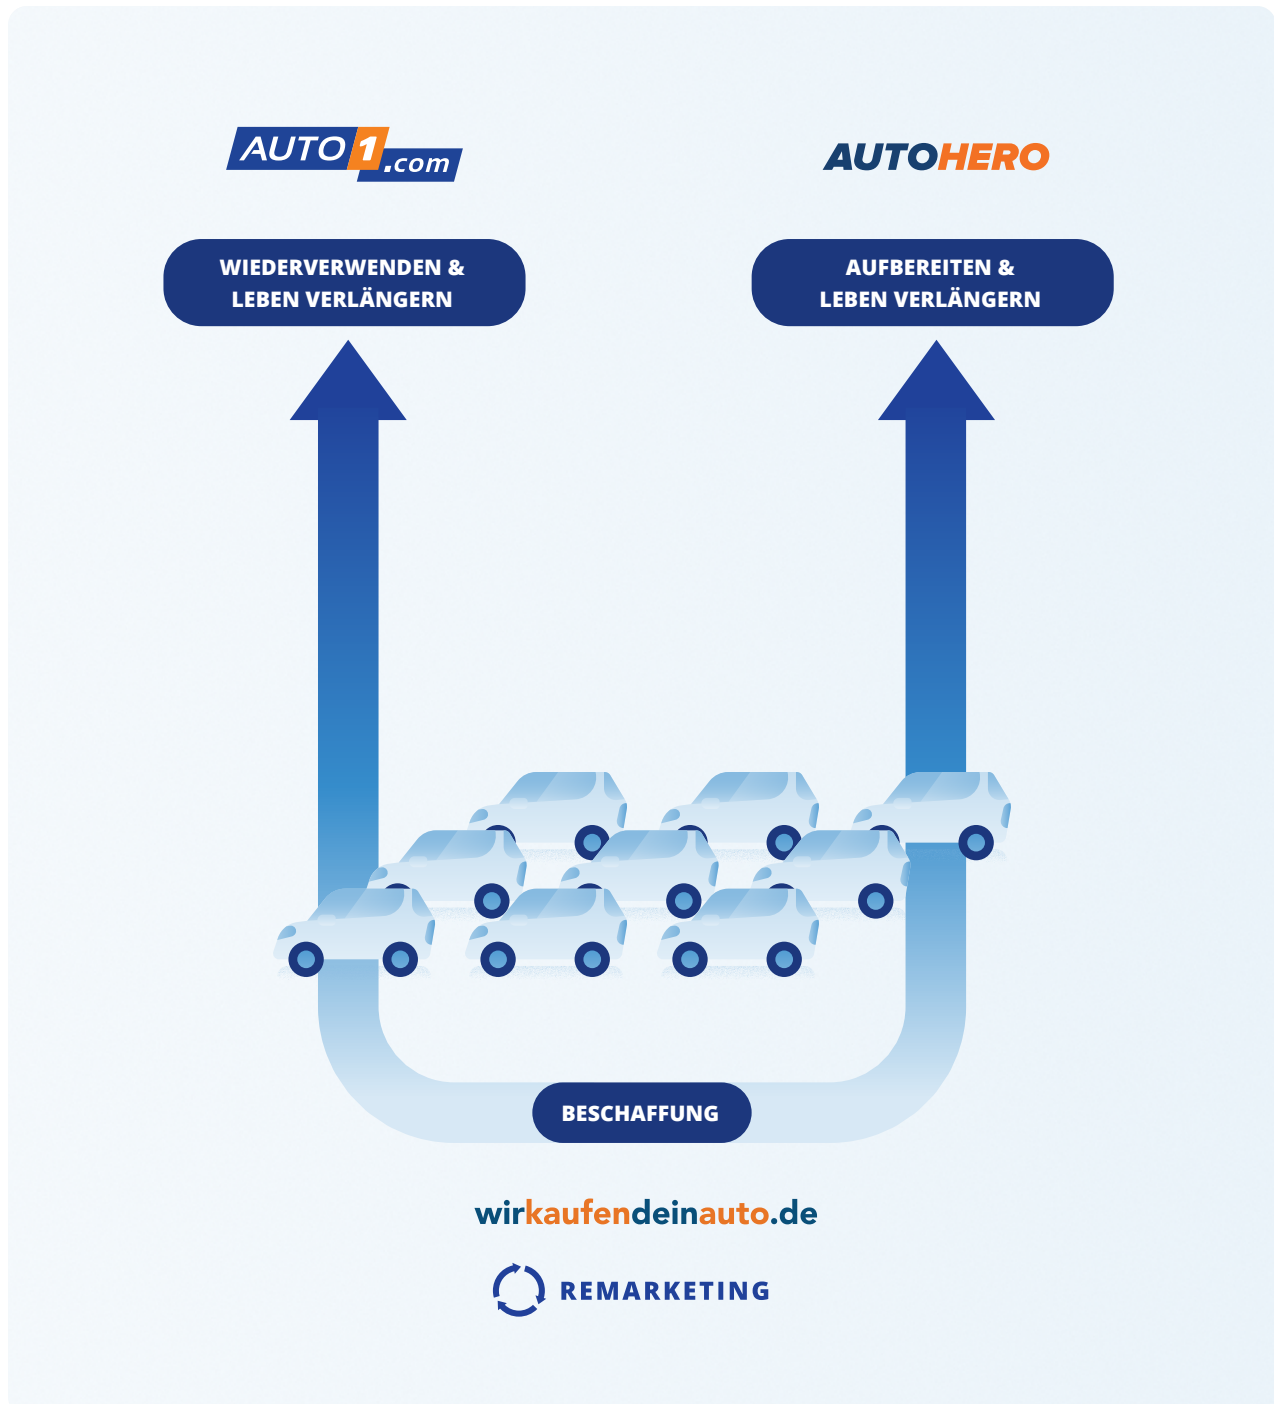 AUTO1.com
AUTOHERO
WIEDERVERWENDEN &
LEBEN VERLÄNGERN
AUFBEREITEN &
LEBEN VERLÄNGERN
BESCHAFFUNG
wirkaufendeinauto.de
REMARKETING